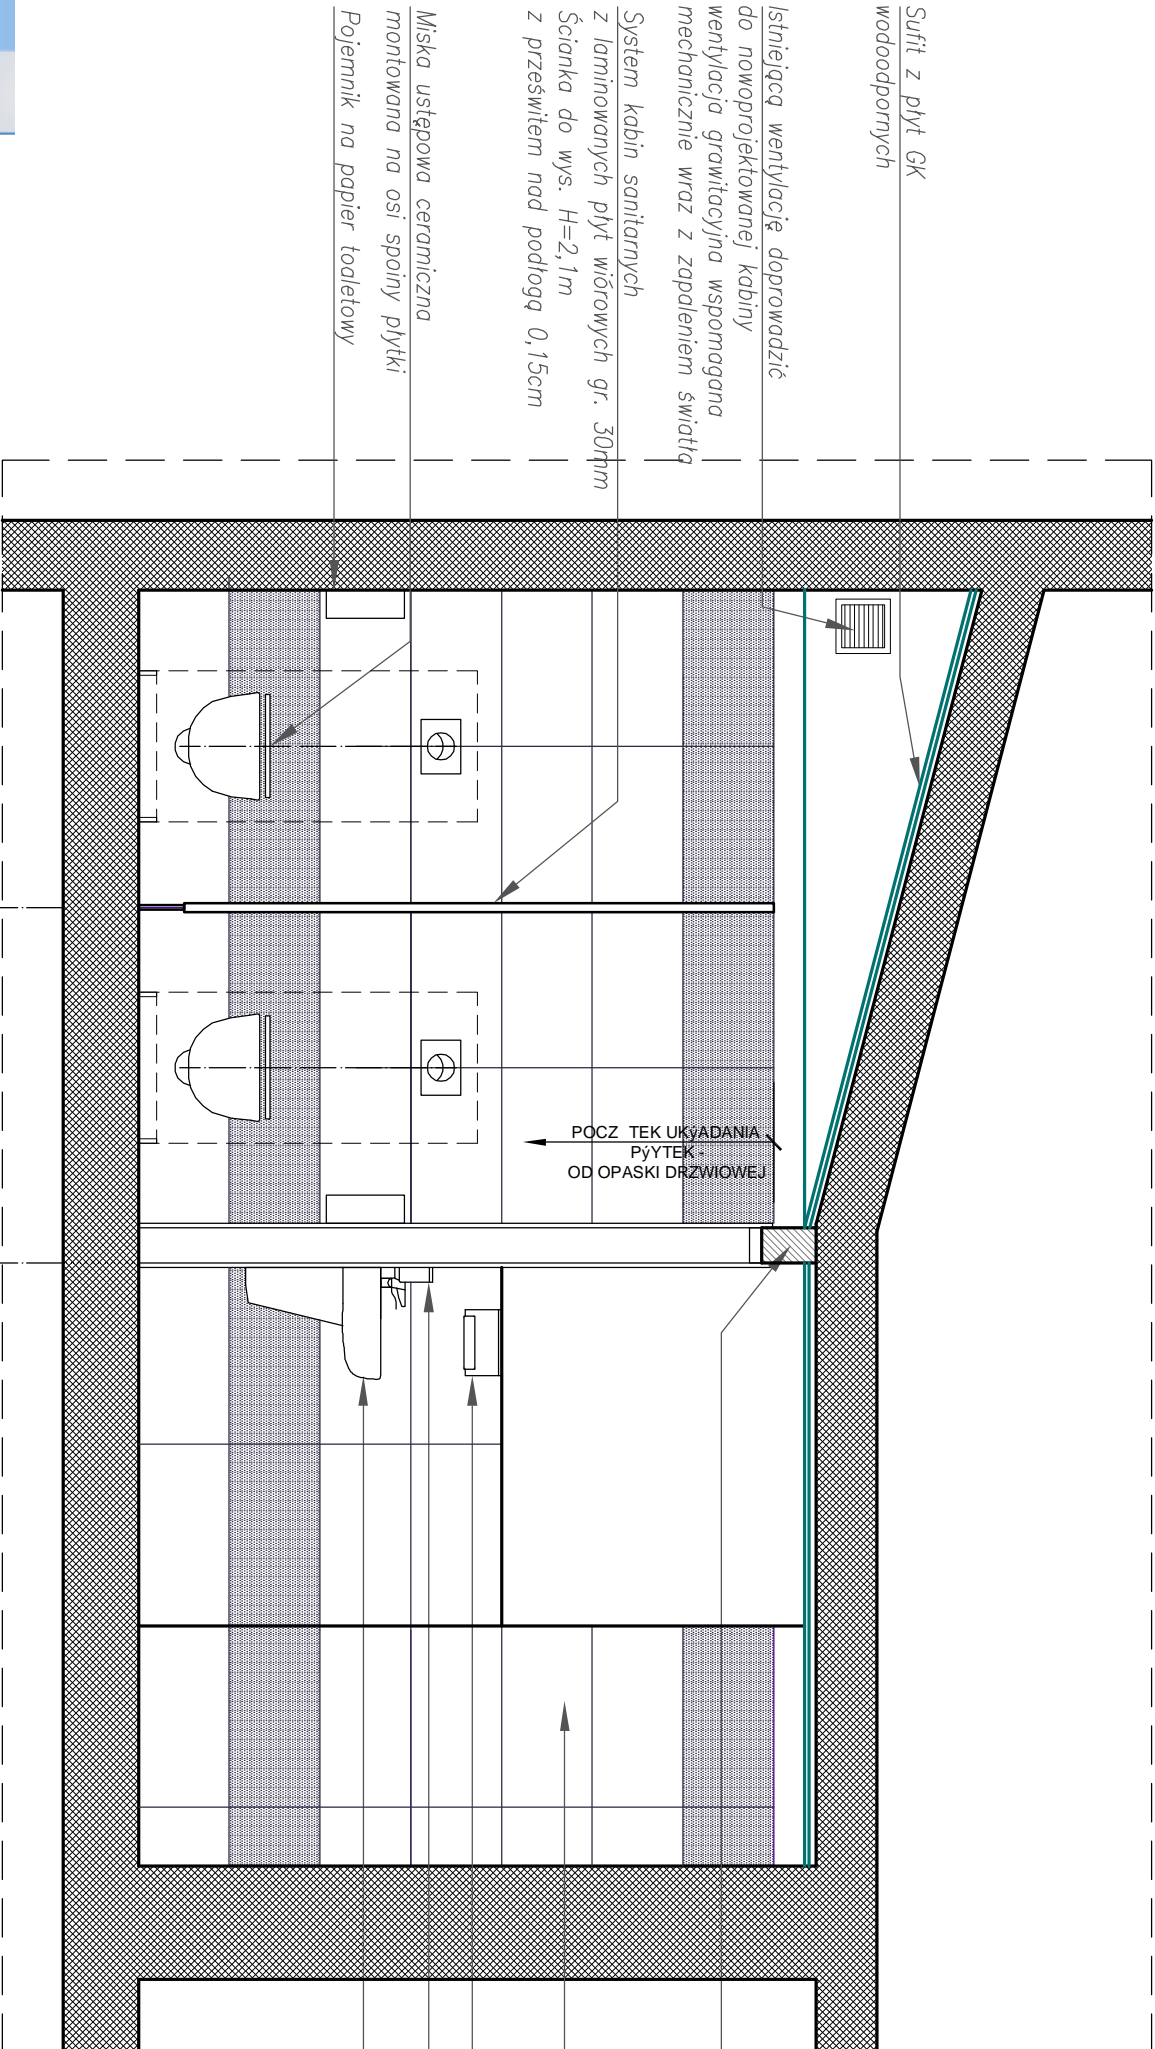 Sufit z płyt GK
wodoodpornych
Istniejącą wentylację doprowadzić
do nowoprojektowanej kabiny
wentylacja grawitacyjna wspomagana
mechanicznie wraz z zapaleniem światła
System kabin sanitarnych
z laminowanych płyt wiórowych gr. 30mm
Ścianka do wys. H=2,1m
z prześwitem nad podłogą 0,15cm
Miska ustępowa ceramiczna
montowana na osi spoiny płytki
Pojemnik na papier toaletowy
POCZ TEK UKýADANIA
PýYTEK -
OD OPASKI DRZWIOWEJ